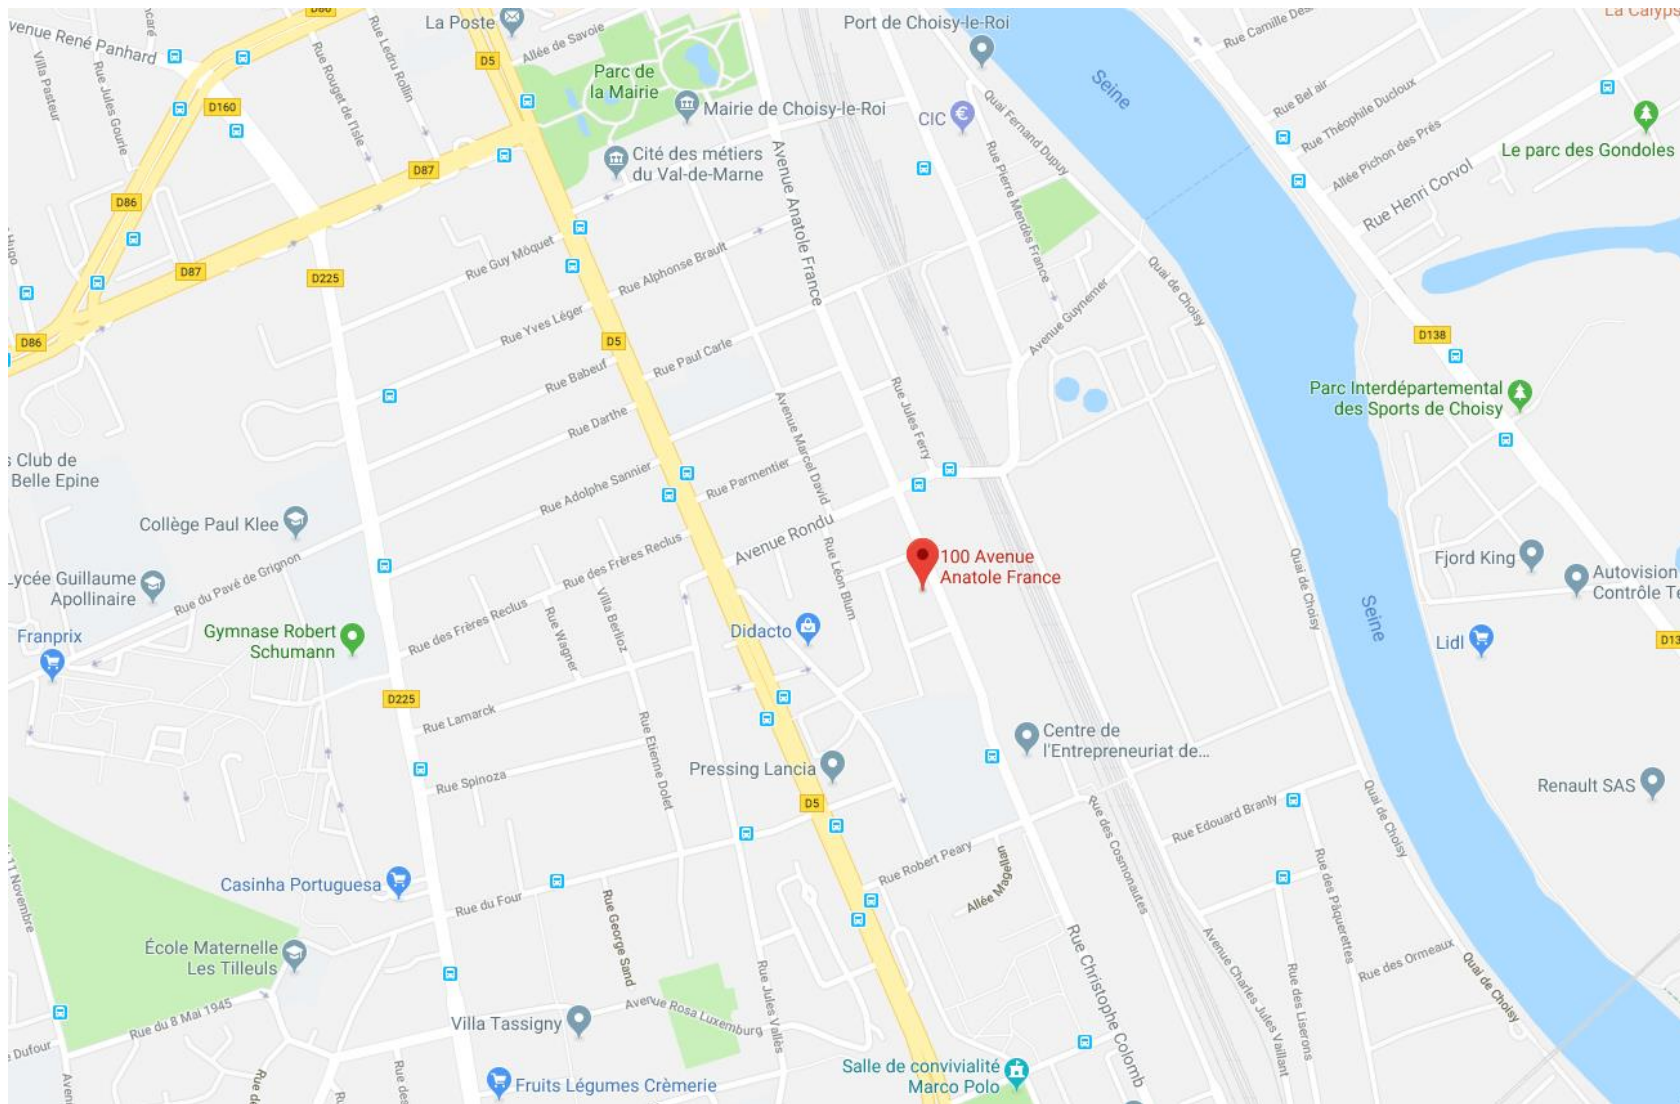 D86
La Poste
Port de Choisy-le-Roi
La Calyps
Rue Camille Des
venue René Panhard
Rue Ledru Rollin
Allée de Savoie
D5
Parc de
la Mairie
Seine
Villa Pasteur
Rue Jules Gourie
Rue Rouget de l'Isle
D160
Mairie de Choisy-le-Roi
CIC
Quai Fernand Dupuy
Rue Bel air
Rue Théophile Ducloux
Le parc des Gondoles
Cité des métiers
du Val-de-Marne
D87
Avenue Anatole France
Rue Pierre Mendès France
Allée Pichon des Prés
Rue Henri Corvol
D86
Hugo
D87
D225
Rue Guy Môquet
Rue Alphonse Brault
Quai de Choisy
Avenue Guynemer
D86
Rue Yves Léger
D5
Rue Paul Carle
D138
Rue Babeuf
Rue Darthe
Avenue Marcel David
Rue Jules Ferry
Parc Interdépartemental
des Sports de Choisy
s Club de
Belle Epine
Rue Adolphe Sannier
Rue Parmentier
Collège Paul Klee
Avenue Rondu
Rue Léon Blum
100 Avenue
Anatole France
Quai de Choisy
Seine
Fjord King
Autovision
Contrôle Te
Lycée Guillaume
Apollinaire
Rue du Pavé de Grignon
Rue des Frères Reclus
Rue des Frères Reclus
Villa Berlioz
Rue Wagner
Franprix
Gymnase Robert
Schumann
Didacto
Lidl
D13
D225
Rue Lamarck
Rue Etienne Dolet
Centre de
l'Entrepreneuriat de...
Pressing Lancia
Rue Spinoza
D5
Renault SAS
Quai de Choisy
Rue Edouard Branly
Rue des Cosmonautes
Rue Robert Peary
Allée Magellan
Rue des Pâquerettes
11 Novembre
Casinha Portuguesa
Rue du Four
Rue George Sand
École Maternelle
Les Tilleuls
Rue Christophe Colomb
Avenue Charles Jules Vaillant
Rue des Liserons
Rue des Ormeaux
Quai de Choisy
Rue du 8 Mai 1945
Villa Tassigny
Avenue Rosa Luxemburg
Rue Jules Vallès
Dufour
Aven
Rue de
Rue des
Fruits Légumes Crèmerie
Salle de convivialité
Marco Polo